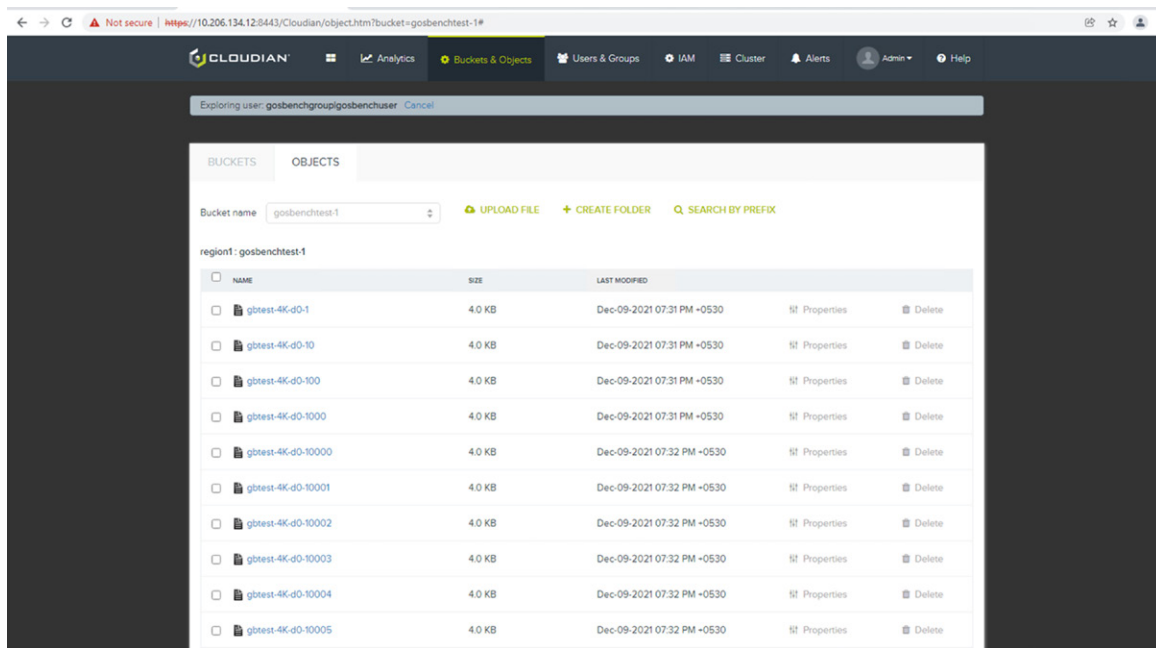 Not secure | https://10.206.134.12:8443/Cloudian/object.htm?bucket=gosbenchtest-1#
CLOUDIAN Analytics Buckets & Objects Users & Groups IAM Cluster Alerts Admin Help
Exploring user: gosbenchgroup|gosbenchuser Cancel
BUCKETS OBJECTS
Bucket name gosbenchtest-1 UPLOAD FILE + CREATE FOLDER SEARCH BY PREFIX
region1 : gosbenchtest-1
NAME SIZE LAST MODIFIED
gbtest-4K-d0-1 4.0 KB Dec-09-2021 07:31 PM +0530 Properties Delete
gbtest-4K-d0-10 4.0 KB Dec-09-2021 07:31 PM +0530 Properties Delete
gbtest-4K-d0-100 4.0 KB Dec-09-2021 07:31 PM +0530 Properties Delete
gbtest-4K-d0-1000 4.0 KB Dec-09-2021 07:31 PM +0530 Properties Delete
gbtest-4K-d0-10000 4.0 KB Dec-09-2021 07:32 PM +0530 Properties Delete
gbtest-4K-d0-10001 4.0 KB Dec-09-2021 07:32 PM +0530 Properties Delete
gbtest-4K-d0-10002 4.0 KB Dec-09-2021 07:32 PM +0530 Properties Delete
gbtest-4K-d0-10003 4.0 KB Dec-09-2021 07:32 PM +0530 Properties Delete
gbtest-4K-d0-10004 4.0 KB Dec-09-2021 07:32 PM +0530 Properties Delete
gbtest-4K-d0-10005 4.0 KB Dec-09-2021 07:32 PM +0530 Properties Delete